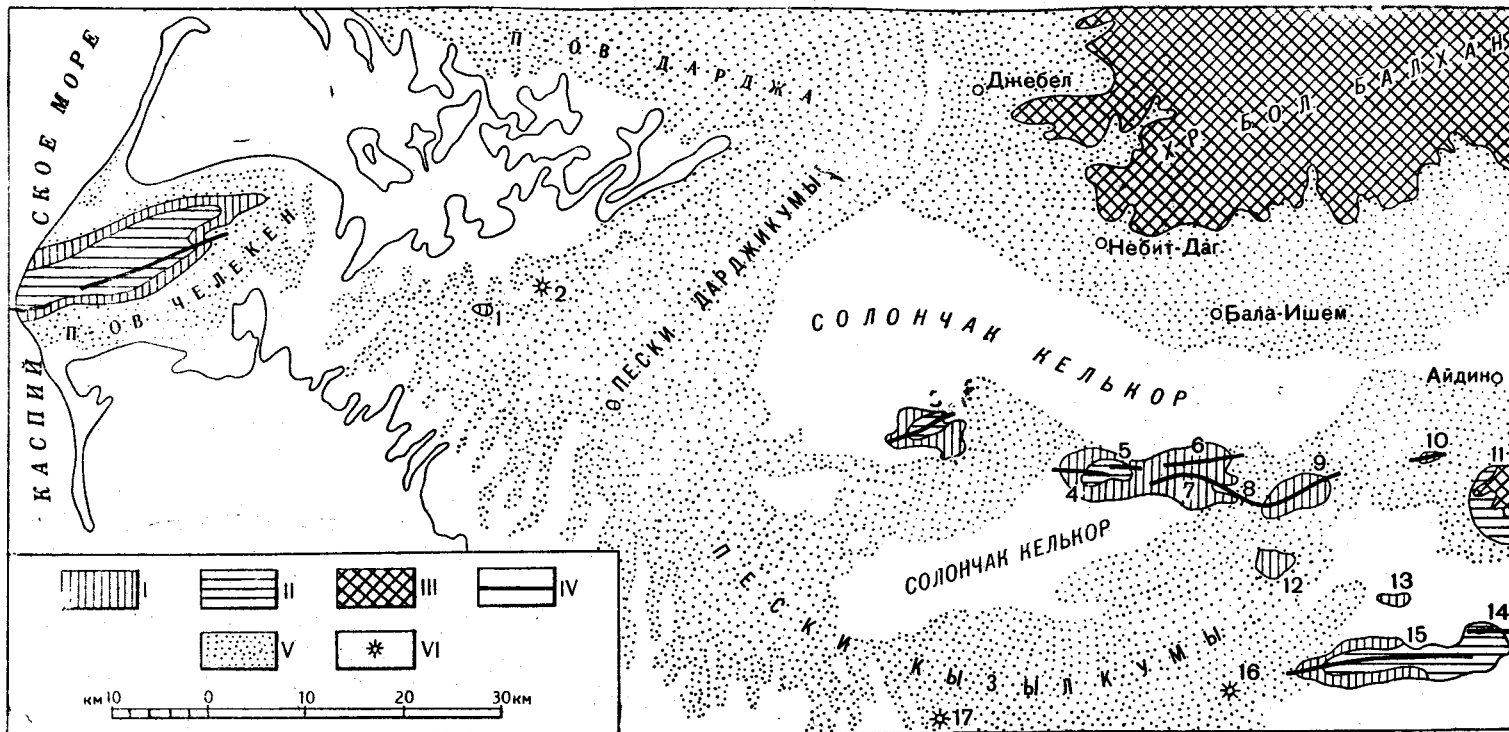 КАСПИЙСКОЕ МОРЕ
П-ОВ ДАРДЖА
Джебел
ХР. БОЛ. БАЛХАН
П-ОВ ЧЕЛЕКЕН
Небит-Даг
ПЕСКИ ДАРДЖИКУМЫ
Бала-Ишем
СОЛОНЧАК КЕЛЬКОР
Айдино
1
2
4
5
6
7
8
9
10
11
12
13
14
15
16
17
СОЛОНЧАК КЕЛЬКОР
ПЕСКИ КЫЗЫЛКУМЫ
I
II
III
IV
V
VI
км 10 0 10 20 30 км